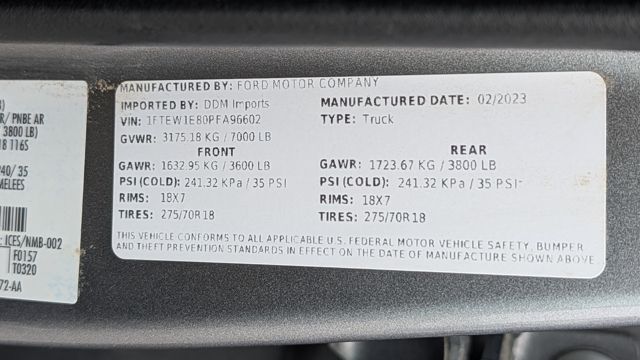 R/ PNBE AR
3800 LB)
18 116S
240/ 35
MELEES
: ICES/NMB-002
F0157
T0320
72-AA
MANUFACTURED BY: FORD MOTOR COMPANY
IMPORTED BY: DDM Imports MANUFACTURED DATE: 02/2023
VIN: 1FTEW1E80PFA96602 TYPE: Truck
GVWR: 3175.18 KG / 7000 LB
FRONT REAR
GAWR: 1632.95 KG / 3600 LB GAWR: 1723.67 KG / 3800 LB
PSI (COLD): 241.32 KPa / 35 PSI PSI (COLD): 241.32 KPa / 35 PSI
RIMS: 18X7 RIMS: 18X7
TIRES: 275/70R18 TIRES: 275/70R18
THIS VEHICLE CONFORMS TO ALL APPLICABLE U.S. FEDERAL MOTOR VEHICLE SAFETY, BUMPER
AND THEFT PREVENTION STANDARDS IN EFFECT ON THE DATE OF MANUFACTURE SHOWN ABOVE